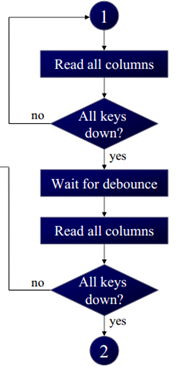 1
Read all columns
All keys
down?
no
yes
Wait for debounce
Read all columns
All keys
down?
no
yes
2